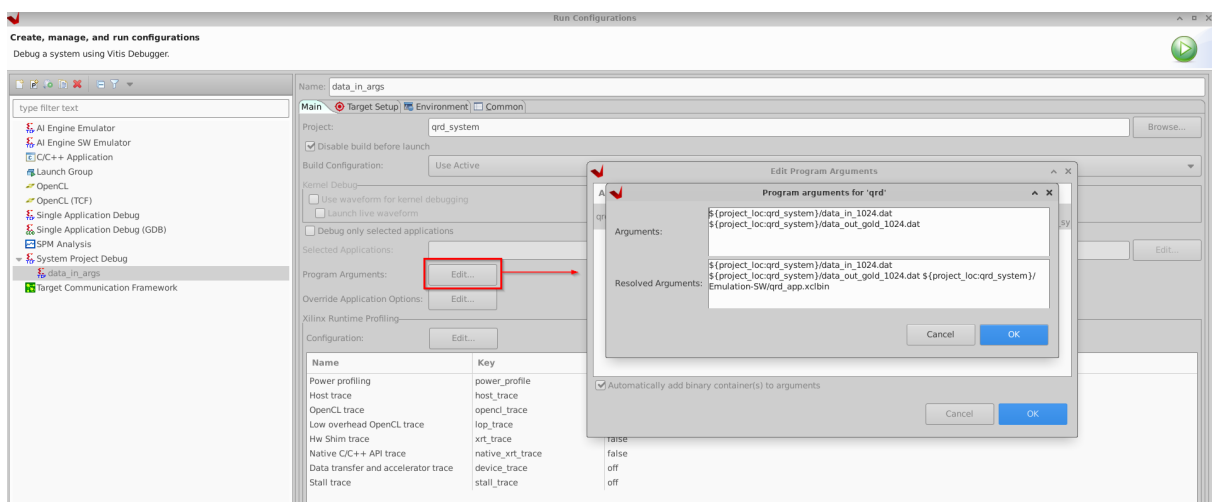 Run Configurations
Create, manage, and run configurations
Debug a system using Vitis Debugger.
type filter text
AI Engine Emulator
AI Engine SW Emulator
C/C++ Application
Launch Group
OpenCL
OpenCL (TCF)
Single Application Debug
Single Application Debug (GDB)
SPM Analysis
System Project Debug
data_in_args
Target Communication Framework
Name: data_in_args
Main Target Setup Environment Common
Project: qrd_system Browse...
Disable build before launch
Build Configuration: Use Active
Kernel Debug
Use waveform for kernel debugging
Launch live waveform
Debug only selected applications
Selected Applications: Edit...
Program Arguments: Edit...
Override Application Options: Edit...
Xilinx Runtime Profiling
Configuration: Edit...
Name Key
Power profiling power_profile
Host trace host_trace
OpenCL trace opencl_trace
Low overhead OpenCL trace lop_trace
Hw Shim trace xrt_trace false
Native C/C++ API trace native_xrt_trace false
Data transfer and accelerator trace device_trace off
Stall trace stall_trace off
Edit Program Arguments
Program arguments for 'qrd'
Arguments:
${project_loc:qrd_system}/data_in_1024.dat
${project_loc:qrd_system}/data_out_gold_1024.dat
Resolved Arguments:
${project_loc:qrd_system}/data_in_1024.dat
${project_loc:qrd_system}/data_out_gold_1024.dat ${project_loc:qrd_system}/
Emulation-SW/qrd_app.xclbin
Cancel OK
Automatically add binary container(s) to arguments
Cancel OK